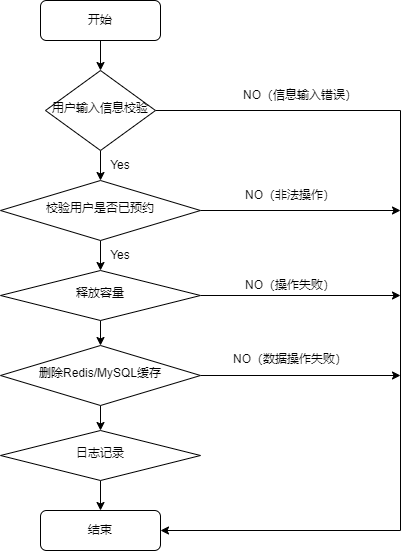 开始
用户输入信息校验
NO（信息输入错误）
Yes
校验用户是否已预约
NO（非法操作）
Yes
释放容量
NO（操作失败）
删除Redis/MySQL缓存
NO（数据操作失败）
日志记录
结束